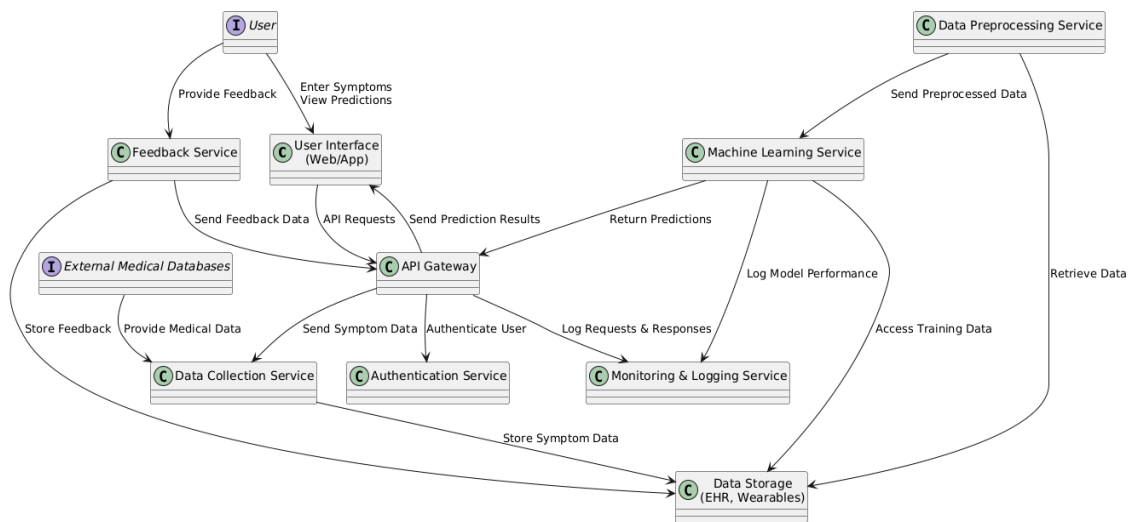 I User
C Data Preprocessing Service
Provide Feedback
Enter Symptoms
View Predictions
Send Preprocessed Data
C Feedback Service
C User Interface
(Web/App)
C Machine Learning Service
Send Feedback Data
API Requests
Send Prediction Results
Return Predictions
I External Medical Databases
C API Gateway
Log Model Performance
Retrieve Data
Store Feedback
Provide Medical Data
Send Symptom Data
Authenticate User
Log Requests & Responses
Access Training Data
C Data Collection Service
C Authentication Service
C Monitoring & Logging Service
Store Symptom Data
C Data Storage
(EHR, Wearables)